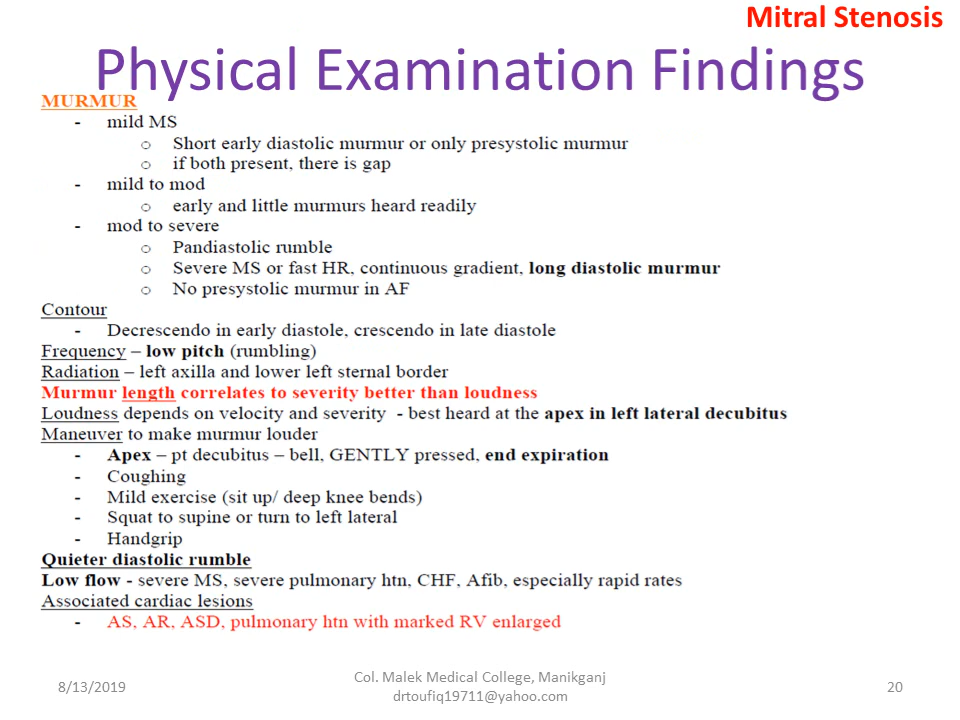 Mitral Stenosis
Physical Examination Findings
MURMUR
- mild MS
o Short early diastolic murmur or only presystolic murmur
o if both present, there is gap
- mild to mod
o early and little murmurs heard readily
- mod to severe
o Pandiastolic rumble
o Severe MS or fast HR, continuous gradient, long diastolic murmur
o No presystolic murmur in AF
Contour
- Decrescendo in early diastole, crescendo in late diastole
Frequency – low pitch (rumbling)
Radiation – left axilla and lower left sternal border
Murmur length correlates to severity better than loudness
Loudness depends on velocity and severity - best heard at the apex in left lateral decubitus
Maneuver to make murmur louder
- Apex – pt decubitus – bell, GENTLY pressed, end expiration
- Coughing
- Mild exercise (sit up/ deep knee bends)
- Squat to supine or turn to left lateral
- Handgrip
Quieter diastolic rumble
Low flow - severe MS, severe pulmonary htn, CHF, Afib, especially rapid rates
Associated cardiac lesions
- AS, AR, ASD, pulmonary htn with marked RV enlarged
8/13/2019
Col. Malek Medical College, Manikganj
drtoufiq19711@yahoo.com
20